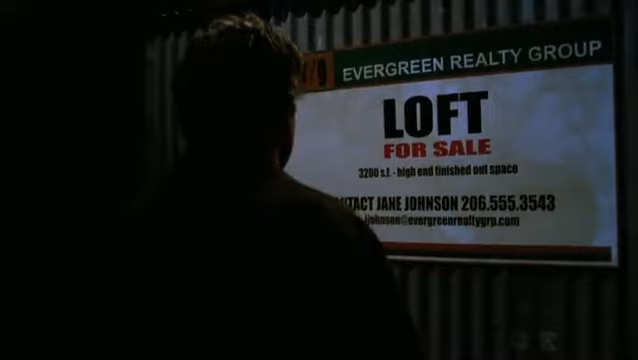 EVERGREEN REALTY GROUP
LOFT
FOR SALE
3200 s.f. - high end finished out space
JANE JOHNSON 206.555.3543
jjohnson@evergreenrealtygrp.com